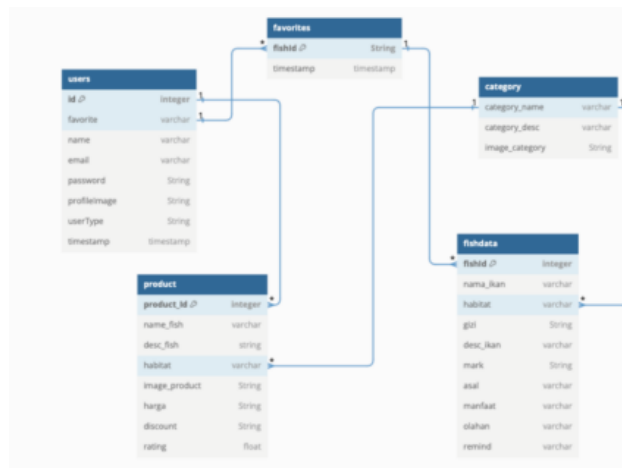 favorites
fishId String
timestamp timestamp
users
id integer
favorite varchar
name varchar
email varchar
password String
profileImage String
userType String
timestamp timestamp
category
category_name varchar
category_desc varchar
image_category String
product
product_id integer
name_fish varchar
desc_fish string
habitat varchar
image_product String
harga String
discount String
rating float
fishdata
fishId integer
nama_ikan varchar
habitat varchar
gizi String
desc_ikan varchar
mark String
asal varchar
manfaat varchar
olahan varchar
remind varchar